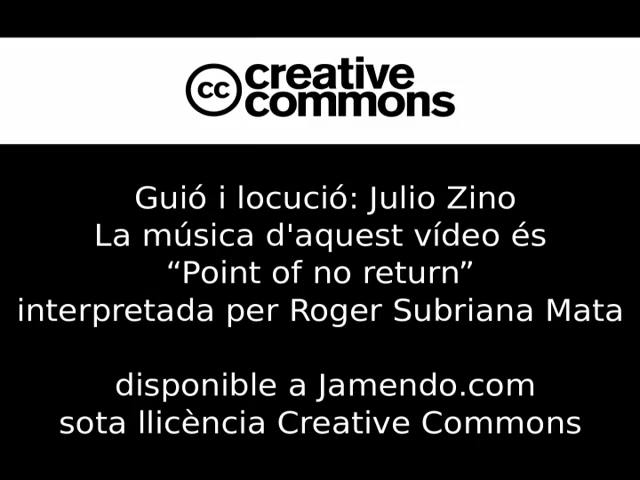 cc creative
commons
Guió i locució: Julio Zino
La música d'aquest vídeo és
“Point of no return”
interpretada per Roger Subriana Mata
disponible a Jamendo.com
sota llicència Creative Commons